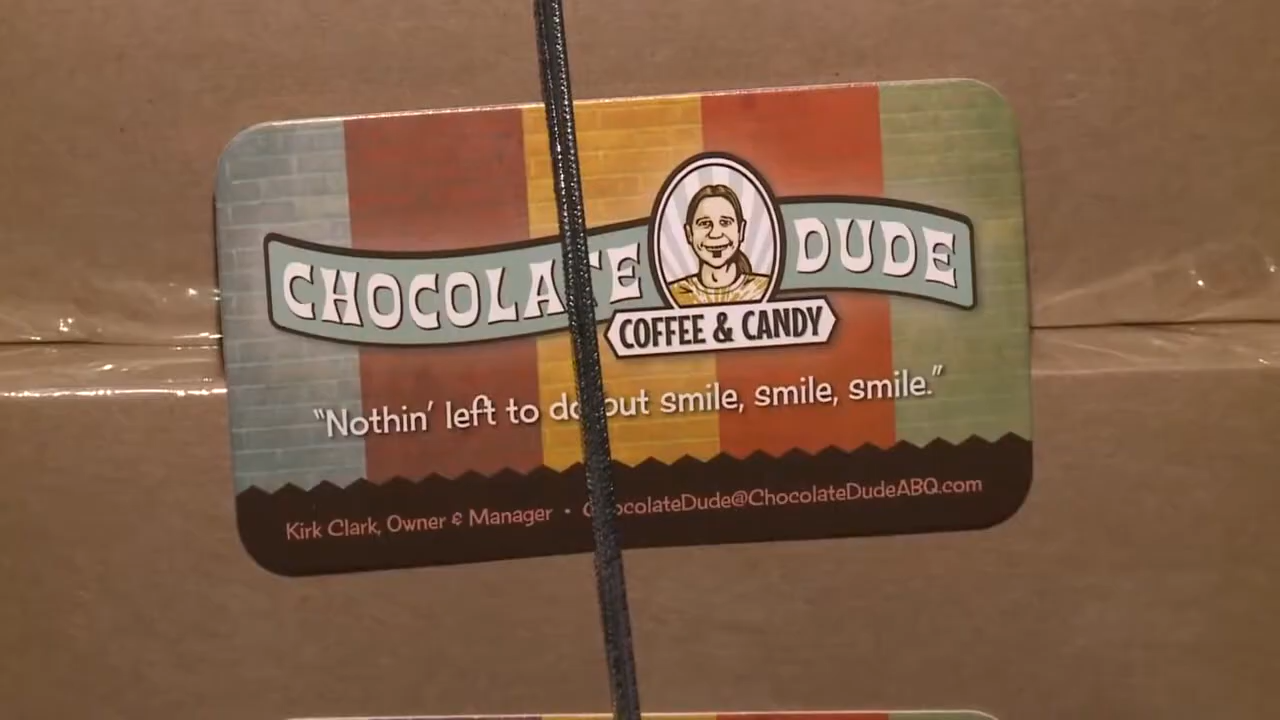 CHOCOLATE DUDE
COFFEE & CANDY
“Nothin’ left to do but smile, smile, smile.”
Kirk Clark, Owner & Manager • ChocolateDude@ChocolateDudeABQ.com